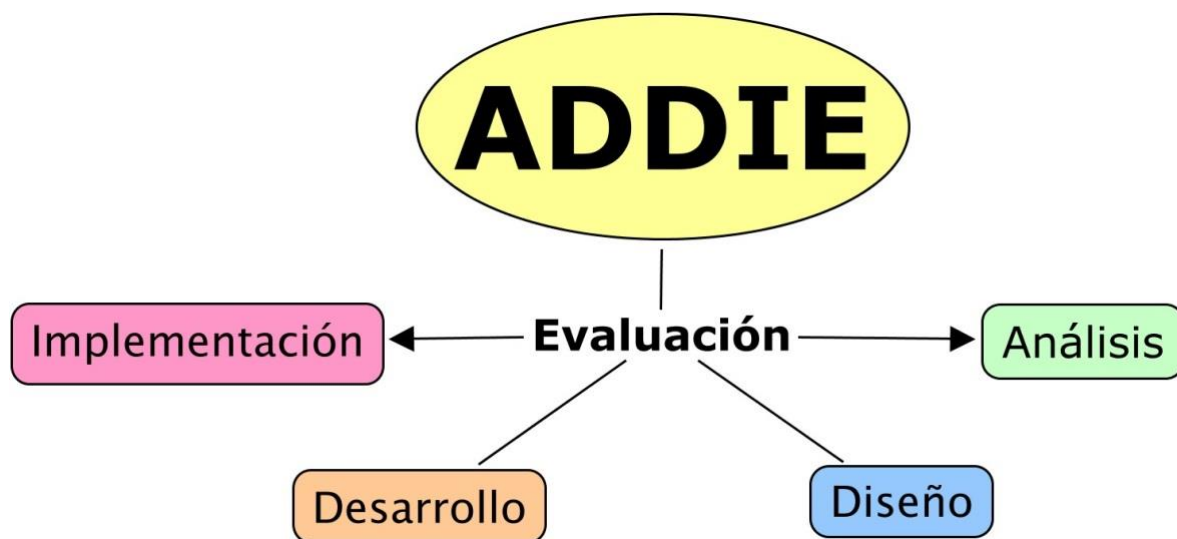 ADDIE
Implementación
Evaluación
Análisis
Desarrollo
Diseño